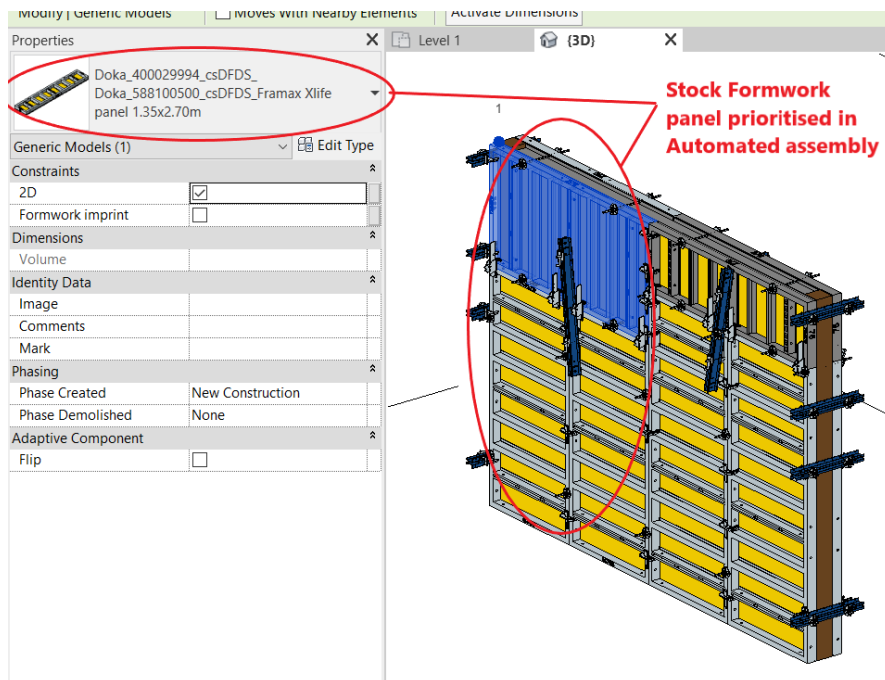 Modify | Generic Models
Moves With Nearby Elements
Activate Dimensions
Properties
X
Level 1
{3D}
X
Doka_400029994_csDFDS_
Doka_588100500_csDFDS_Framax Xlife
panel 1.35x2.70m
Generic Models (1)
Edit Type
Constraints
2D
Formwork imprint
Dimensions
Volume
Identity Data
Image
Comments
Mark
Phasing
Phase Created New Construction
Phase Demolished None
Adaptive Component
Flip
1
Stock Formwork
panel prioritised in
Automated assembly